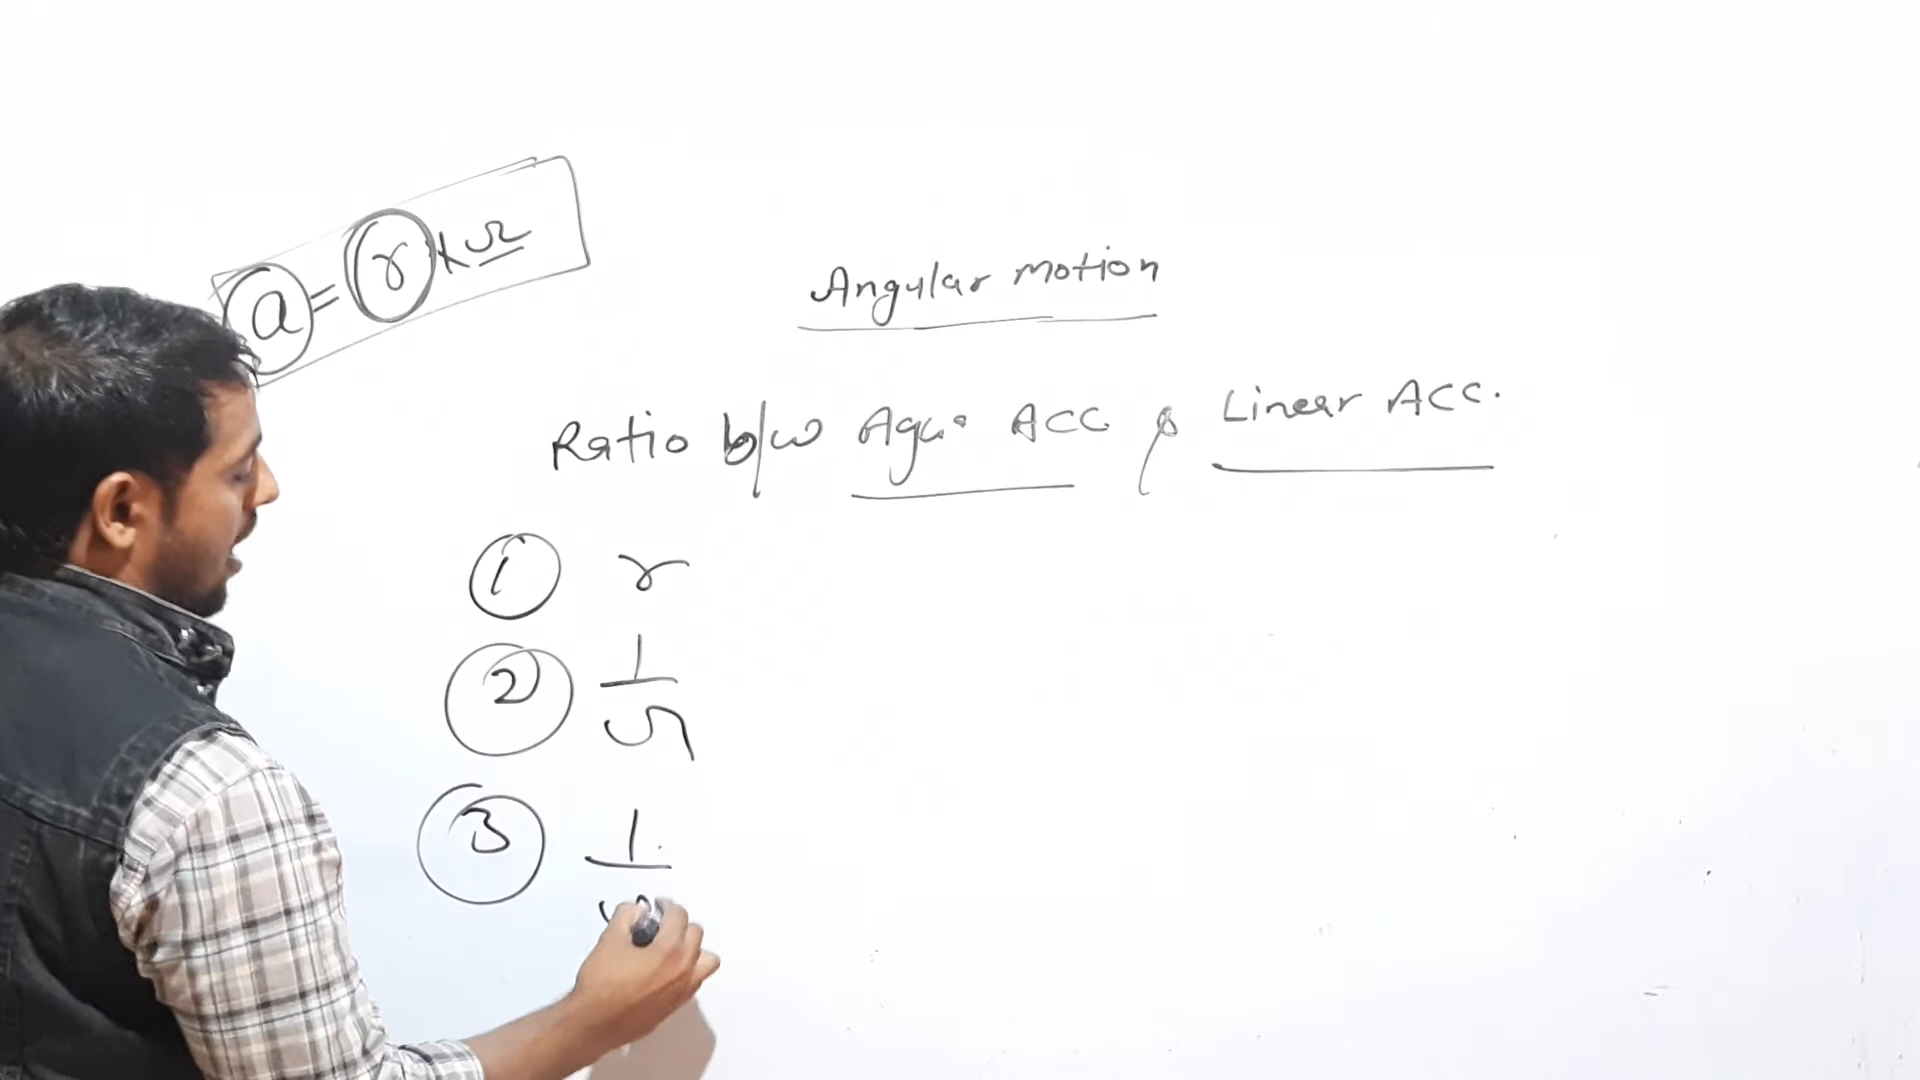 a = r × Ω
Angular motion
Ratio b/w Agu. ACC & Linear ACC.
① r
② 1/Ω
③ 1